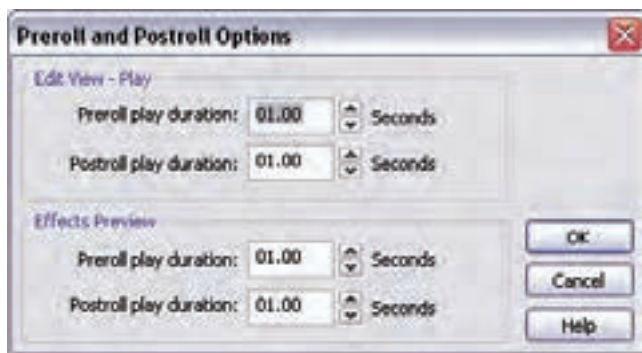 Preroll and Postroll Options
Edit View - Play
Preroll play duration: 01.00 Seconds
Postroll play duration: 01.00 Seconds
Effects Preview
Preroll play duration: 01.00 Seconds
Postroll play duration: 01.00 Seconds
OK
Cancel
Help